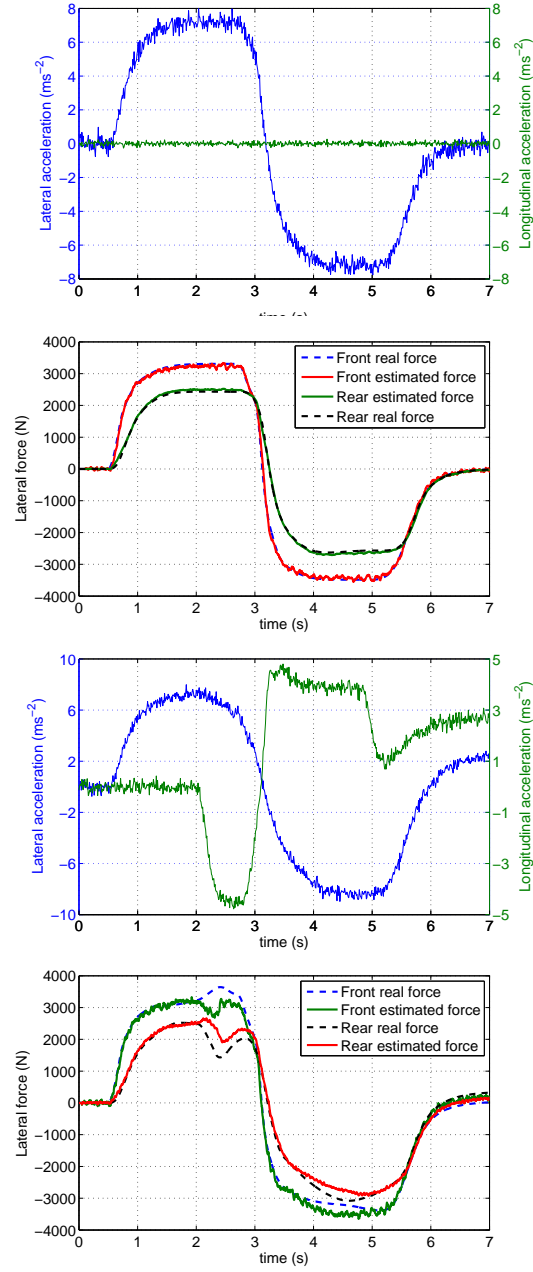 8
6
4
2
0
−2
−4
−6
−8
Lateral acceleration (ms−2)
8
6
4
2
0
−2
−4
−6
−8
Longitudinal acceleration (ms−2)
0 1 2 3 4 5 6 7
time (s)
4000
3000
2000
1000
0
−1000
−2000
−3000
−4000
Lateral force (N)
Front real force
Front estimated force
Rear estimated force
Rear real force
0 1 2 3 4 5 6 7
time (s)
10
6
2
−2
−6
−10
Lateral acceleration (ms−2)
5
3
1
−1
−3
−5
Longitudinal acceleration (ms−2)
0 1 2 3 4 5 6 7
time (s)
4000
3000
2000
1000
0
−1000
−2000
−3000
−4000
Lateral force (N)
Front real force
Front estimated force
Rear real force
Rear estimated force
0 1 2 3 4 5 6 7
time (s)